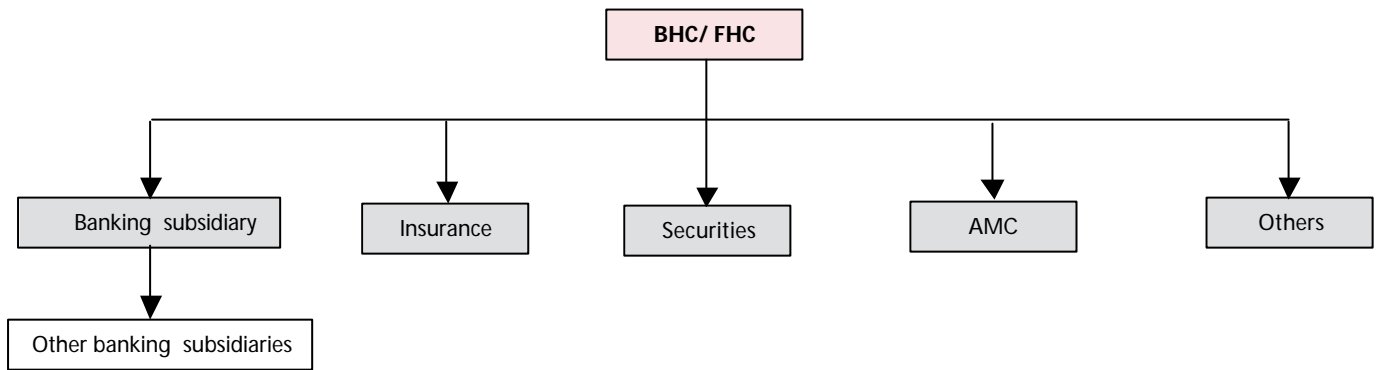 BHC/ FHC
Banking subsidiary
Insurance
Securities
AMC
Others
Other banking subsidiaries